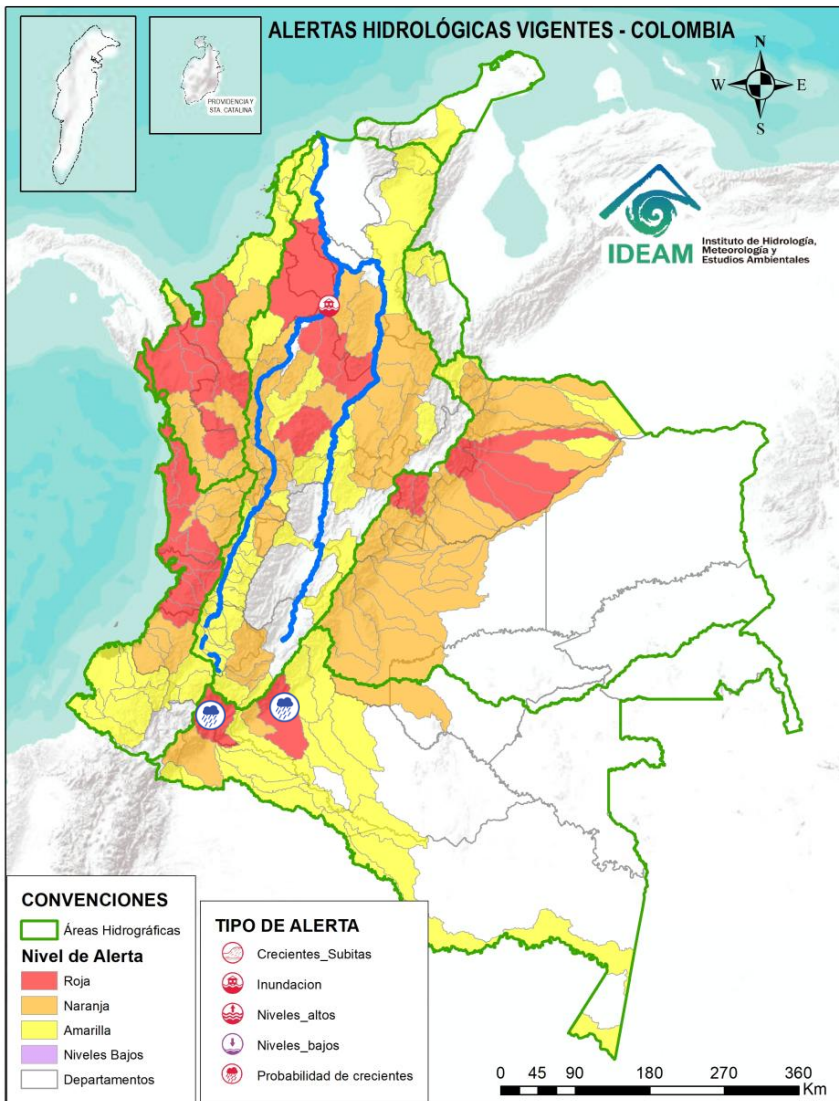 ALERTAS HIDROLÓGICAS VIGENTES - COLOMBIA
PROVIDENCIA Y
STA. CATALINA
N
W
E
S
IDEAM
Instituto de Hidrología,
Meteorología y
Estudios Ambientales
CONVENCIONES
Áreas Hidrográficas
Nivel de Alerta
Roja
Naranja
Amarilla
Niveles Bajos
Departamentos
TIPO DE ALERTA
Crecientes_Subitas
Inundacion
Niveles_altos
Niveles_bajos
Probabilidad de crecientes
0 45 90 180 270 360
Km